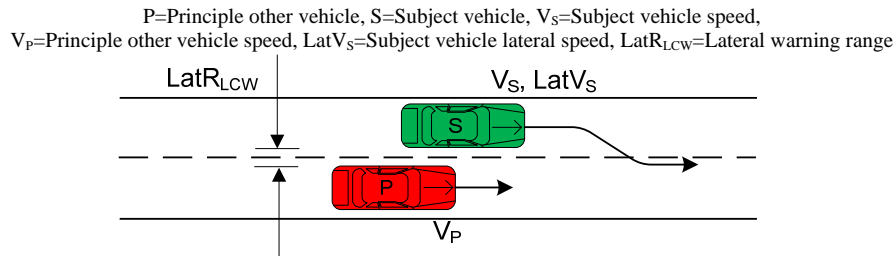 P=Principle other vehicle, S=Subject vehicle, VS=Subject vehicle speed,
VP=Principle other vehicle speed, LatVS=Subject vehicle lateral speed, LatRLCW=Lateral warning range
LatRLCW
VS, LatVS
S
P
VP